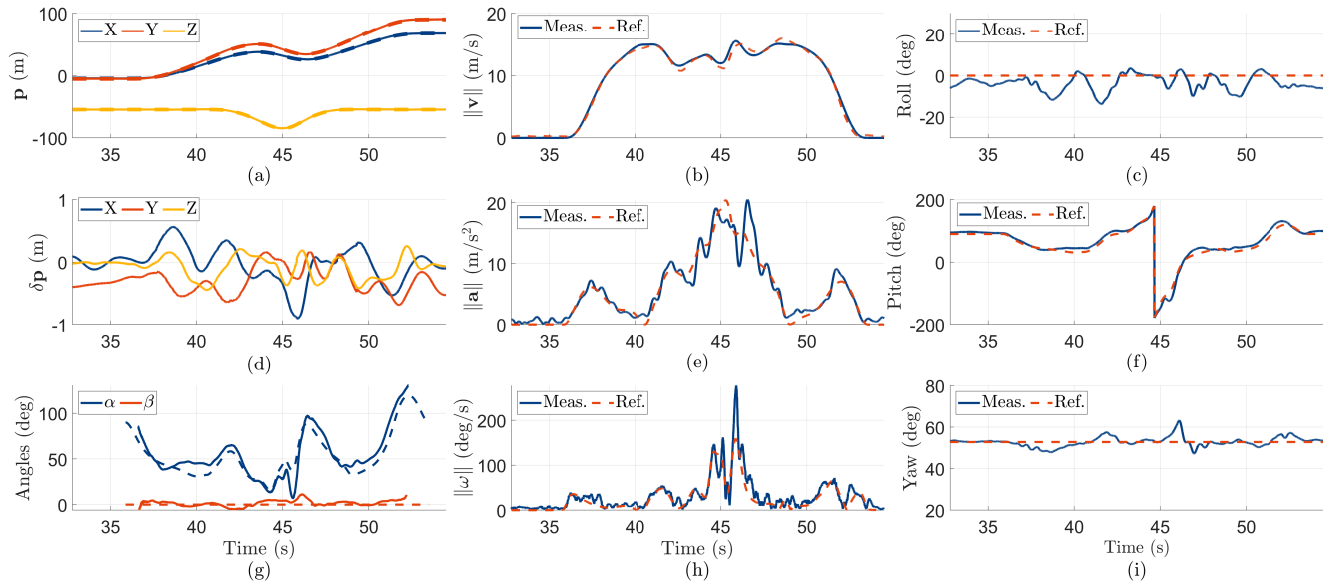 p (m)
100
0
-100
X Y Z
35 40 45 50
(a)
‖v‖ (m/s)
20
10
0
Meas. Ref.
35 40 45 50
(b)
Roll (deg)
20
0
-20
Meas. Ref.
35 40 45 50
(c)
δp (m)
1
0
-1
X Y Z
35 40 45 50
(d)
‖a‖ (m/s²)
20
10
0
Meas. Ref.
35 40 45 50
(e)
Pitch (deg)
200
0
-200
Meas. Ref.
35 40 45 50
(f)
Angles (deg)
100
50
0
α β
35 40 45 50
Time (s)
(g)
‖ω‖ (deg/s)
200
100
0
Meas. Ref.
35 40 45 50
Time (s)
(h)
Yaw (deg)
80
60
40
20
Meas. Ref.
35 40 45 50
Time (s)
(i)